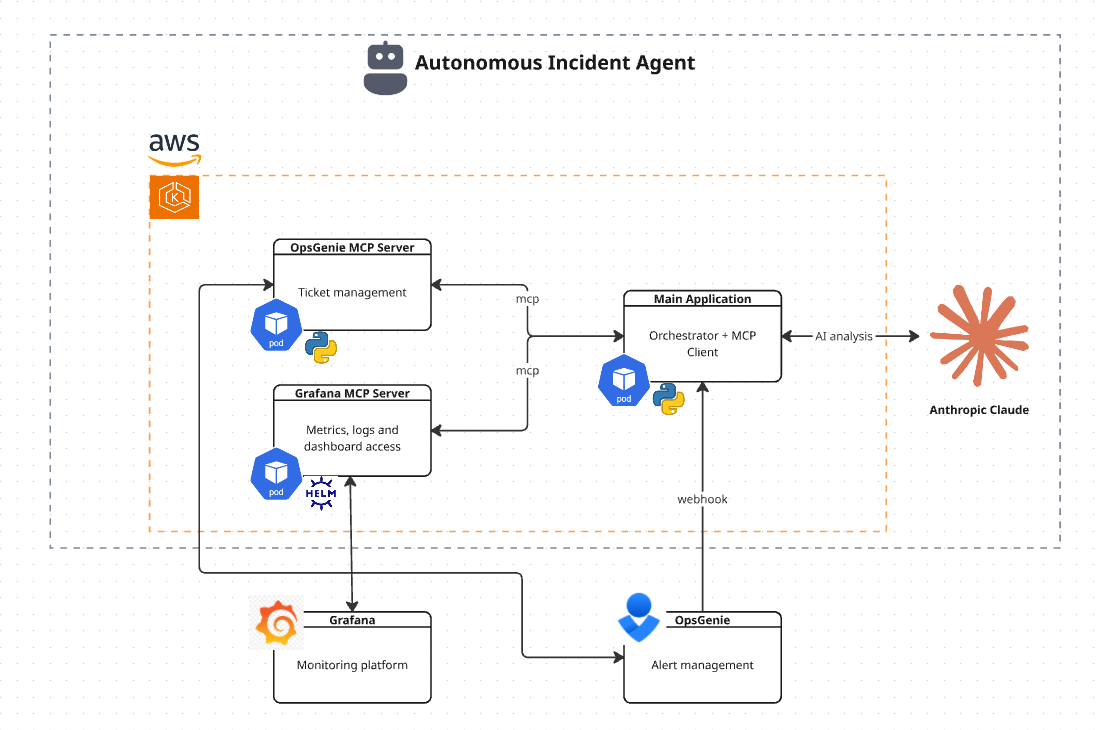 Autonomous Incident Agent
aws
K
OpsGenie MCP Server
Ticket management
pod
mcp
mcp
Main Application
Orchestrator + MCP
Client
pod
AI analysis
Anthropic Claude
Grafana MCP Server
Metrics, logs and
dashboard access
pod
HELM
webhook
Grafana
Monitoring platform
OpsGenie
Alert management